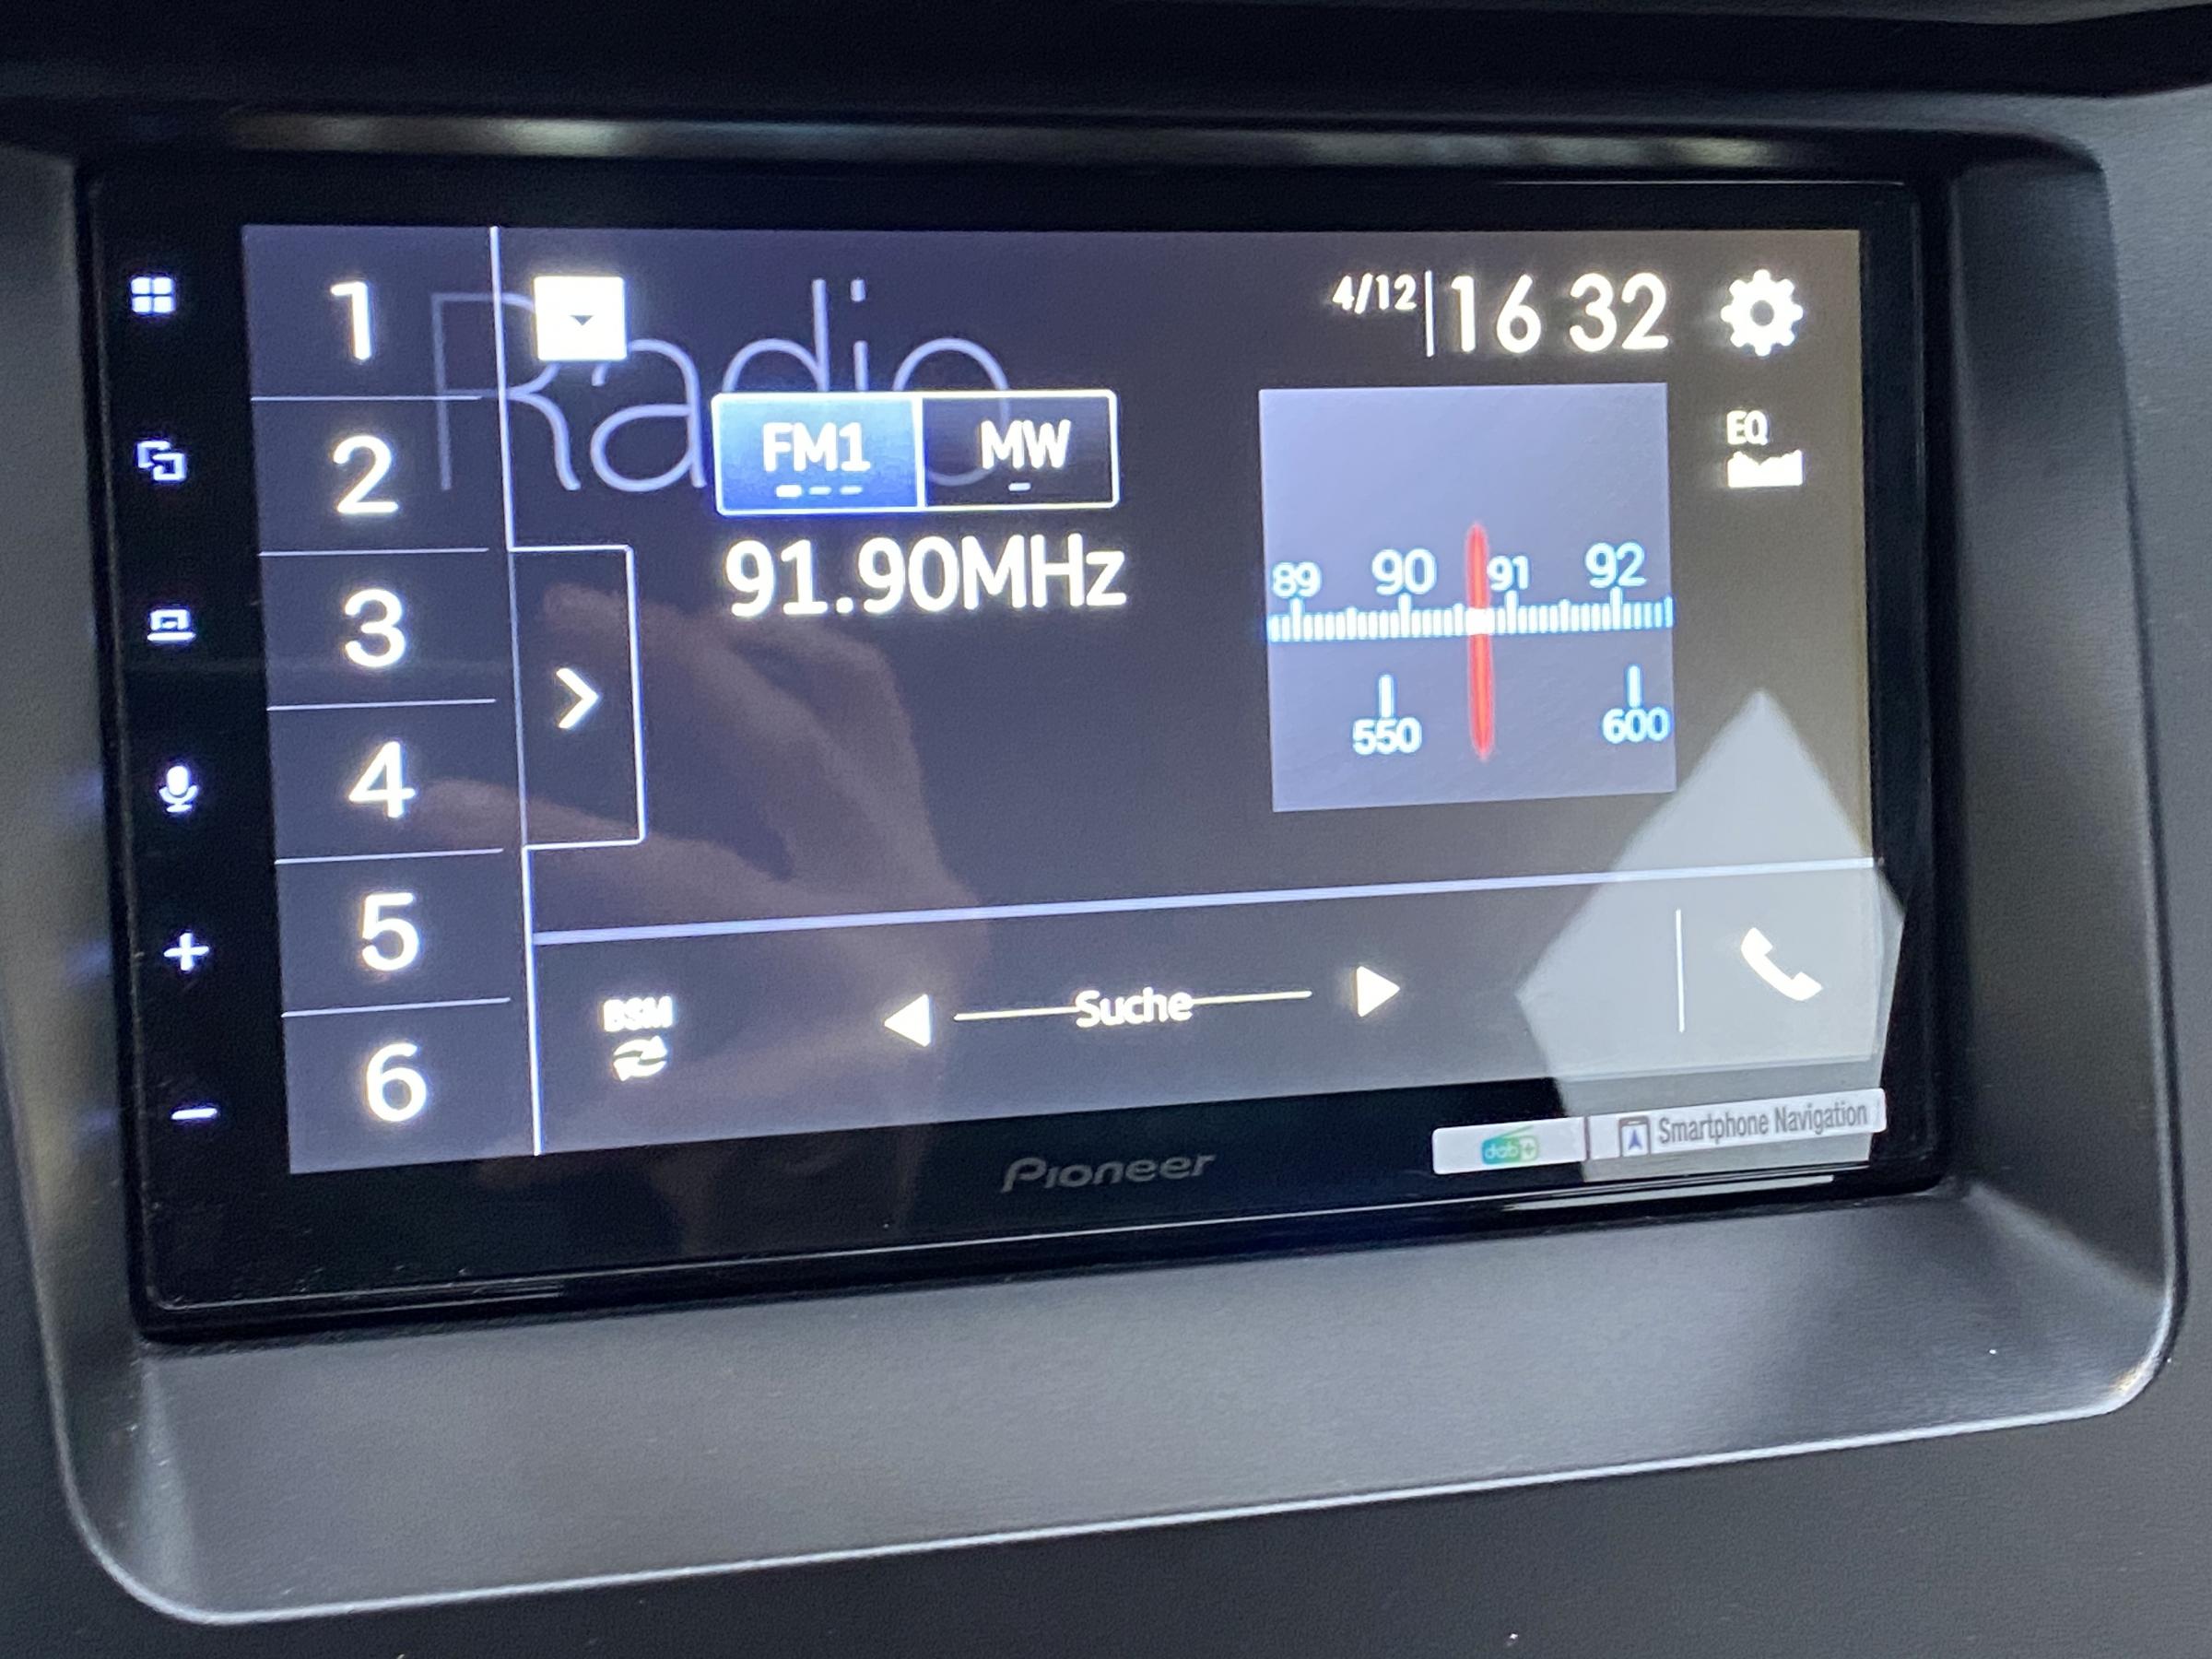 Radio
4/12 16 32
1
2
3
4
5
6
FM1 MW
91.90MHz
EQ
89 90 91 92
550 600
BSM
Suche
Pioneer
dab+
Smartphone Navigation